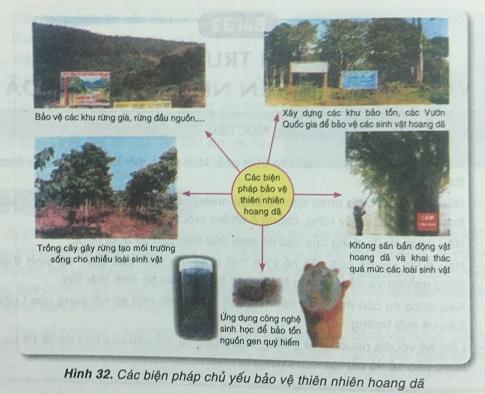 Bảo vệ các khu rừng già, rừng đầu nguồn,...
Xây dựng các khu bảo tồn, các Vườn
Quốc gia để bảo vệ các sinh vật hoang dã
Các biện
pháp bảo vệ
thiên nhiên
hoang dã
Trồng cây gây rừng tạo môi trường
sống cho nhiều loài sinh vật
Không săn bắn động vật
hoang dã và khai thác
quá mức các loài sinh vật
Ứng dụng công nghệ
sinh học để bảo tồn
nguồn gen quý hiếm
Hình 32. Các biện pháp chủ yếu bảo vệ thiên nhiên hoang dã